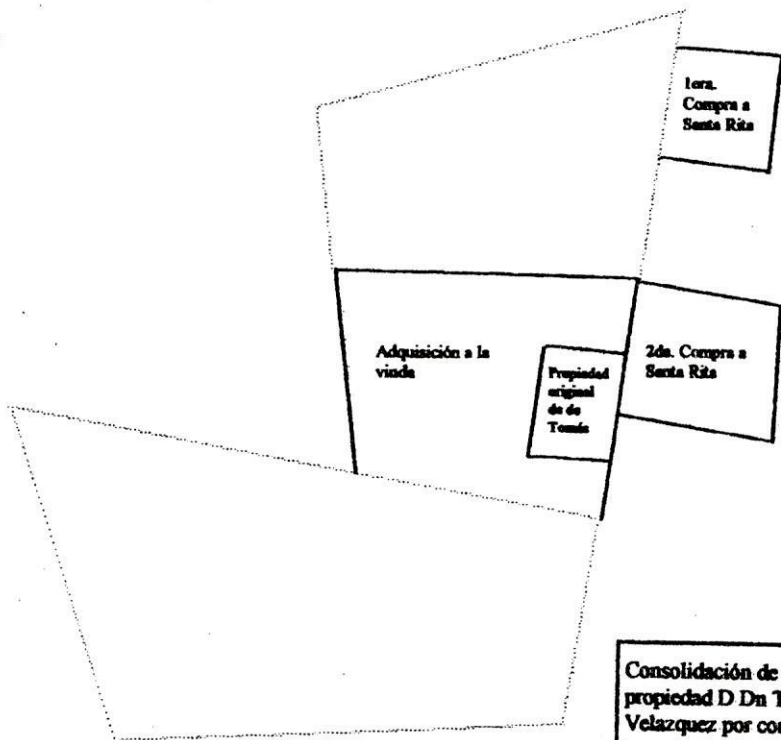 1era.
Compra a
Santa Rita
Adquisición a la
viuda
Propiedad
original
de de
Tomás
2da. Compra a
Santa Rita
Consolidación de
propiedad D Dn T
Velazquez por co